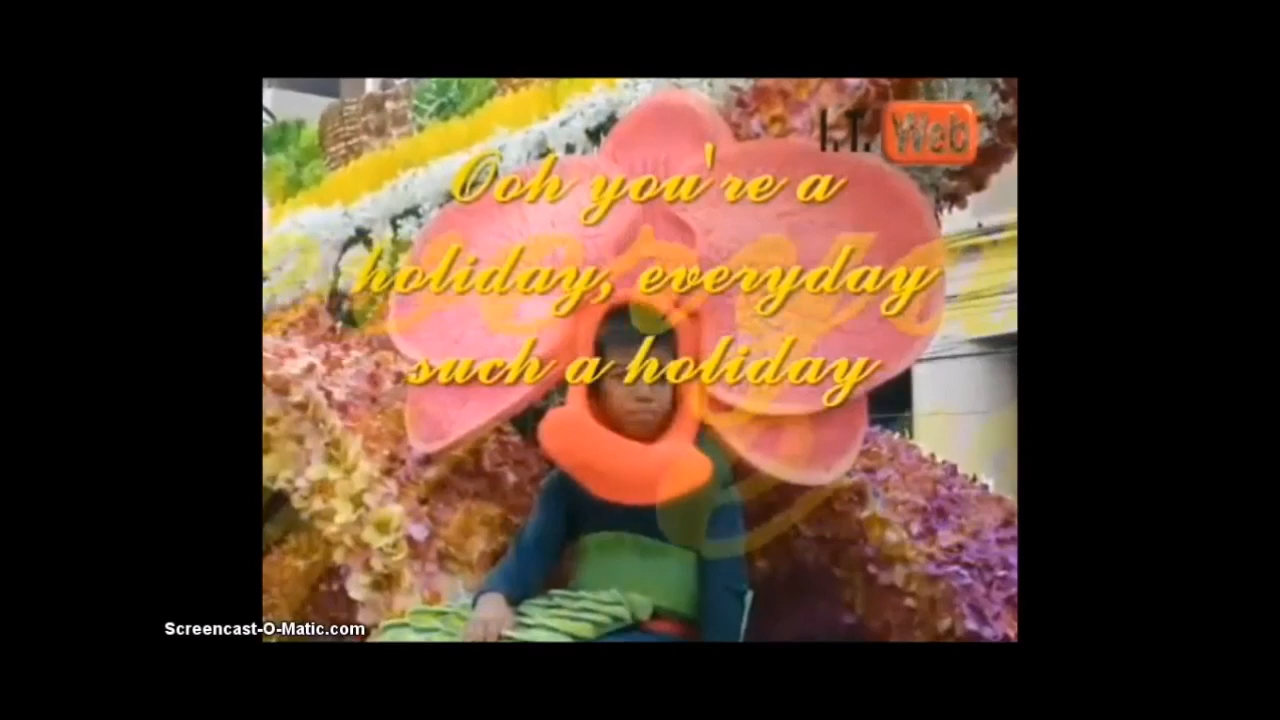 I.T. Web
Ooh you're a
holiday, everyday
such a holiday
Screencast-O-Matic.com